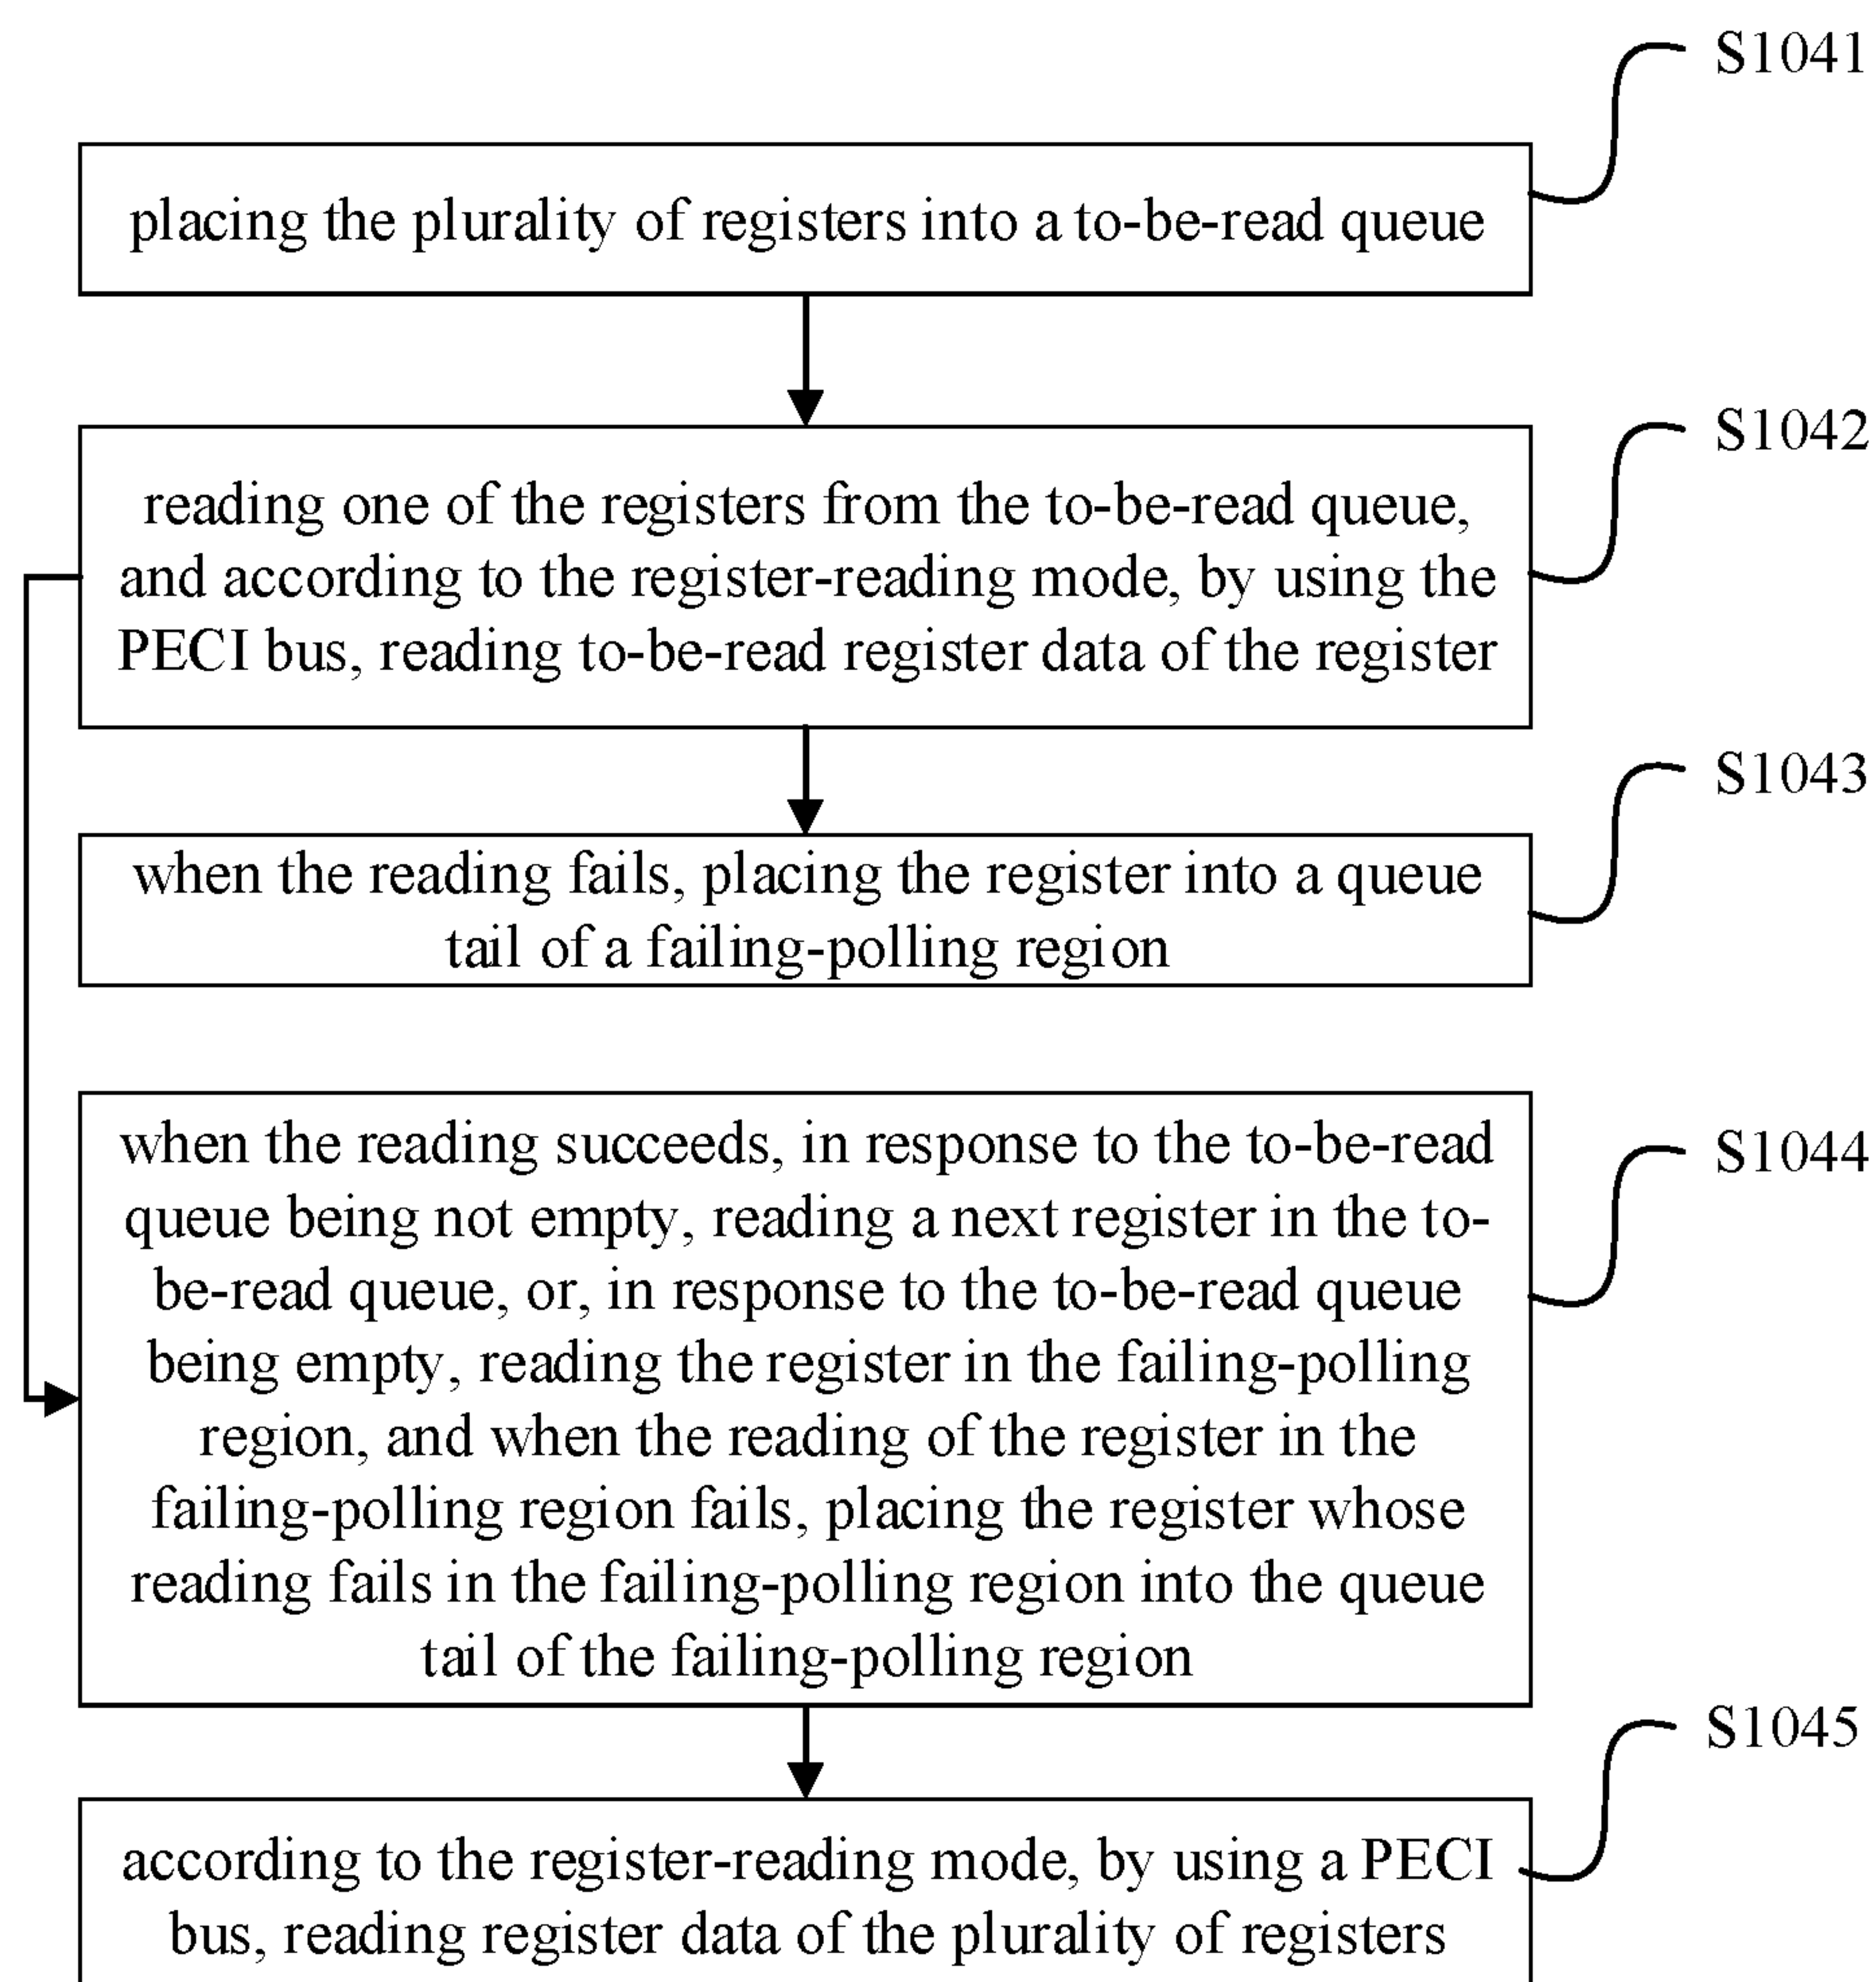 S1041
placing the plurality of registers into a to-be-read queue
S1042
reading one of the registers from the to-be-read queue,
and according to the register-reading mode, by using the
PECI bus, reading to-be-read register data of the register
S1043
when the reading fails, placing the register into a queue
tail of a failing-polling region
S1044
when the reading succeeds, in response to the to-be-read
queue being not empty, reading a next register in the to-
be-read queue, or, in response to the to-be-read queue
being empty, reading the register in the failing-polling
region, and when the reading of the register in the
failing-polling region fails, placing the register whose
reading fails in the failing-polling region into the queue
tail of the failing-polling region
S1045
according to the register-reading mode, by using a PECI
bus, reading register data of the plurality of registers